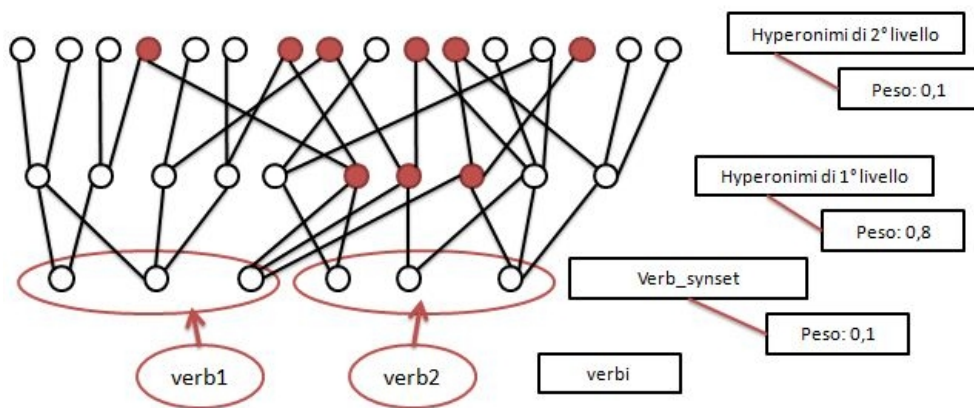 Hyperonimi di 2° livello
Peso: 0,1
Hyperonimi di 1° livello
Peso: 0,8
Verb_synset
Peso: 0,1
verb1
verb2
verbi